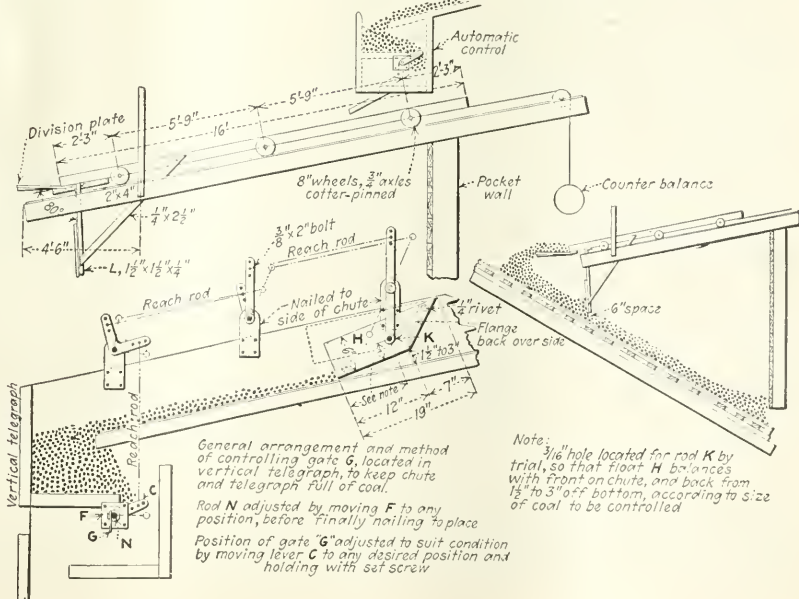 Automatic
control
2'-3"
5'-9"
5'-9"
16'
Division plate
2'-3"
2"x 4"
8"wheels, 3/4" axles
cotter-pinned
Pocket
wall
Counter balance
1/4"x 2 1/2"
4'-6"
L, 1 1/2"x 1 1/2"x 1/4"
3/8"x 2" bolt
Reach rod
Reach rod
Nailed to
side of chute
6"space
1/4" rivet
Flange
back over side
H
K
1 1/2" to 3"
See note
7"
12"
19"
Vertical telegraph
Reach rod
C
F
G
N
General arrangement and method
of controlling gate G, located in
vertical telegraph, to keep chute
and telegraph full of coal.
Rod N adjusted by moving F to any
position, before finally nailing to place
Position of gate "G" adjusted to suit condition
by moving lever C to any desired position and
holding with set screw
Note:
3/16" hole located for rod K by
trial, so that float H balances
with front on chute, and back from
1 1/2" to 3" off bottom, according to size
of coal to be controlled